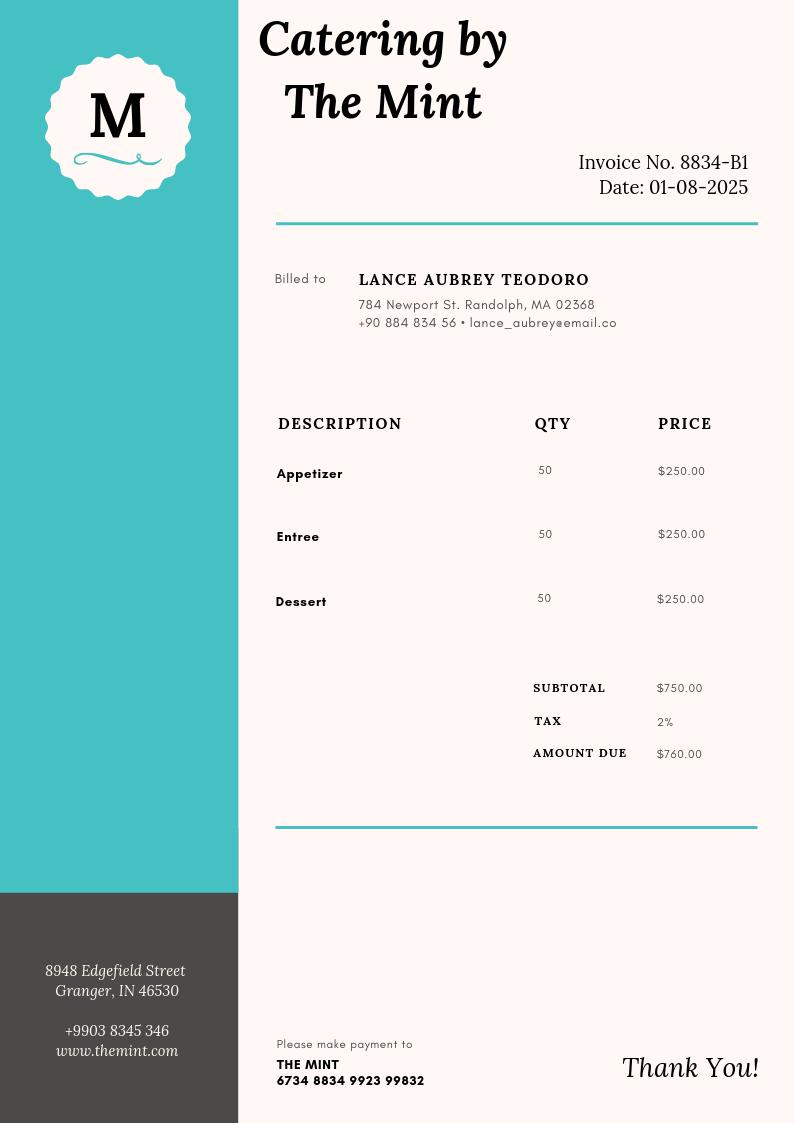 M
Catering by
The Mint
Invoice No. 8834-B1
Date: 01-08-2025
Billed to LANCE AUBREY TEODORO
784 Newport St. Randolph, MA 02368
+90 884 834 56 • lance_aubrey@email.co
DESCRIPTION QTY PRICE
Appetizer 50 $250.00
Entree 50 $250.00
Dessert 50 $250.00
SUBTOTAL $750.00
TAX 2%
AMOUNT DUE $760.00
8948 Edgefield Street
Granger, IN 46530
+9903 8345 346
www.themint.com
Please make payment to
THE MINT
6734 8834 9923 99832
Thank You!